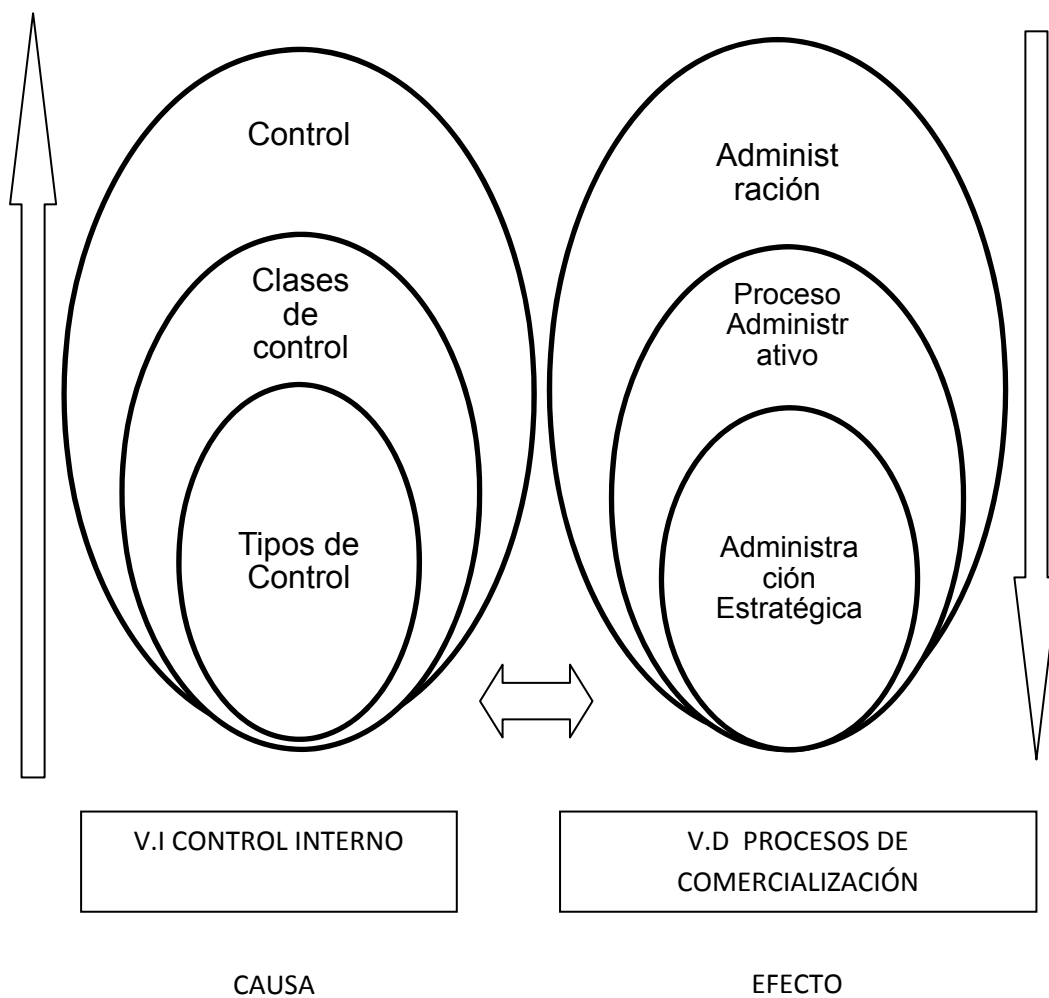 Control
Clases
de
control
Tipos de
Control
Administ
ración
Proceso
Administr
ativo
Administra
ción
Estratégica
V.I CONTROL INTERNO
V.D PROCESOS DE
COMERCIALIZACIÓN
CAUSA
EFECTO